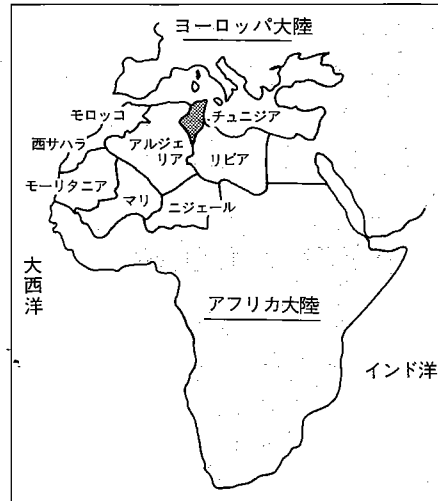 ヨーロッパ大陸
モロッコ
チュニジア
西サハラ
アルジェ
リア
リビア
モーリタニア
マリ
ニジェール
大西洋
アフリカ大陸
インド洋